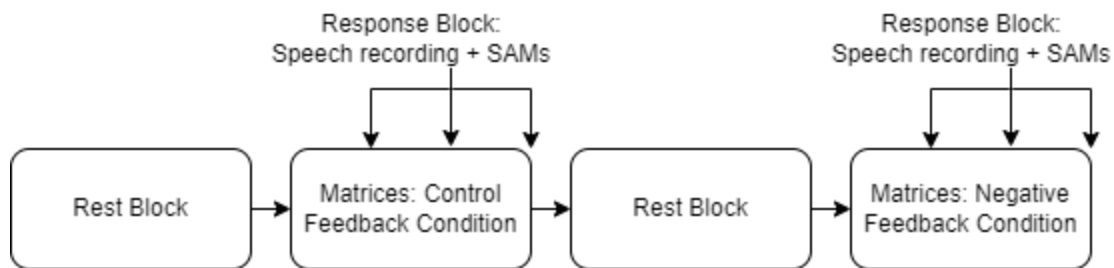 Response Block:
Speech recording + SAMs
Response Block:
Speech recording + SAMs
Rest Block
Matrices: Control
Feedback Condition
Rest Block
Matrices: Negative
Feedback Condition